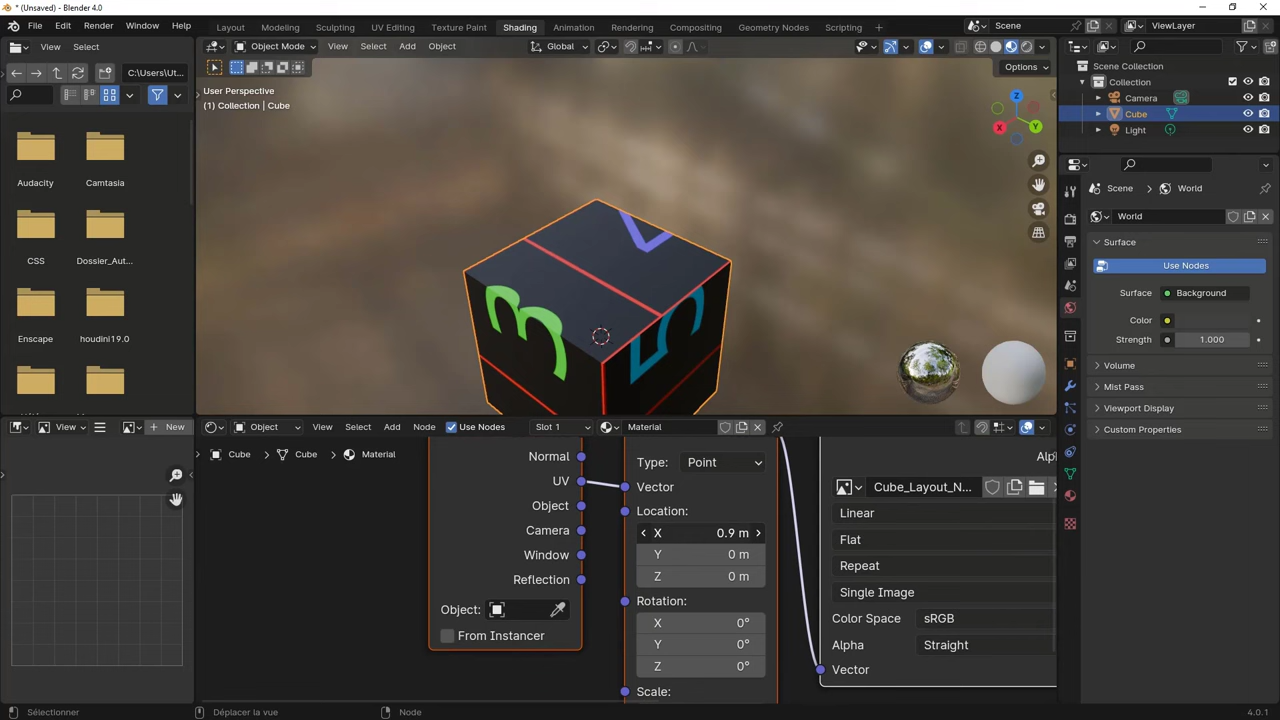 * (Unsaved) - Blender 4.0
File Edit Render Window Help
Layout Modeling Sculpting UV Editing Texture Paint Shading Animation Rendering Compositing Geometry Nodes Scripting
Scene ViewLayer
View Select
Object Mode View Select Add Object Global
C:\Users\Ut...
Options
User Perspective
(1) Collection | Cube
Z
X
Y
Audacity Camtasia
CSS Dossier_Aut...
Enscape houdini19.0
Scene Collection
Collection
Camera
Cube
Light
Scene World
World
Surface
Use Nodes
Surface Background
Color
Strength 1.000
Volume
Mist Pass
Viewport Display
Custom Properties
View New
Object View Select Add Node Use Nodes Slot 1 Material
Cube Cube Material
Normal
UV
Object
Camera
Window
Reflection
Object:
From Instancer
Type: Point
Vector
Location:
X 0.9 m
Y 0 m
Z 0 m
Rotation:
X 0°
Y 0°
Z 0°
Scale:
Cube_Layout_N...
Linear
Flat
Repeat
Single Image
Color Space sRGB
Alpha Straight
Vector
Sélectionner Déplacer la vue Node 4.0.1